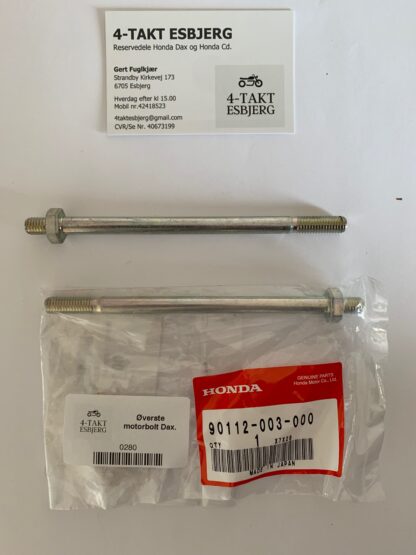 4-TAKT ESBJERG
Reservedele Honda Dax og Honda Cd.
Gert Fuglkjær
Strandby Kirkevej 173
6705 Esbjerg
Hverdag efter kl 15.00
Mobil nr.42418523
4taktesbjerg@gmail.com
CVR/Se Nr. 40673199
4-TAKT
ESBJERG
GENUINE PARTS
Honda Motor Co., Ltd.
HONDA
90112-003-000
QTY 1
MADE IN JAPAN
4-TAKT
ESBJERG
Øverste
motorbolt Dax.
0280